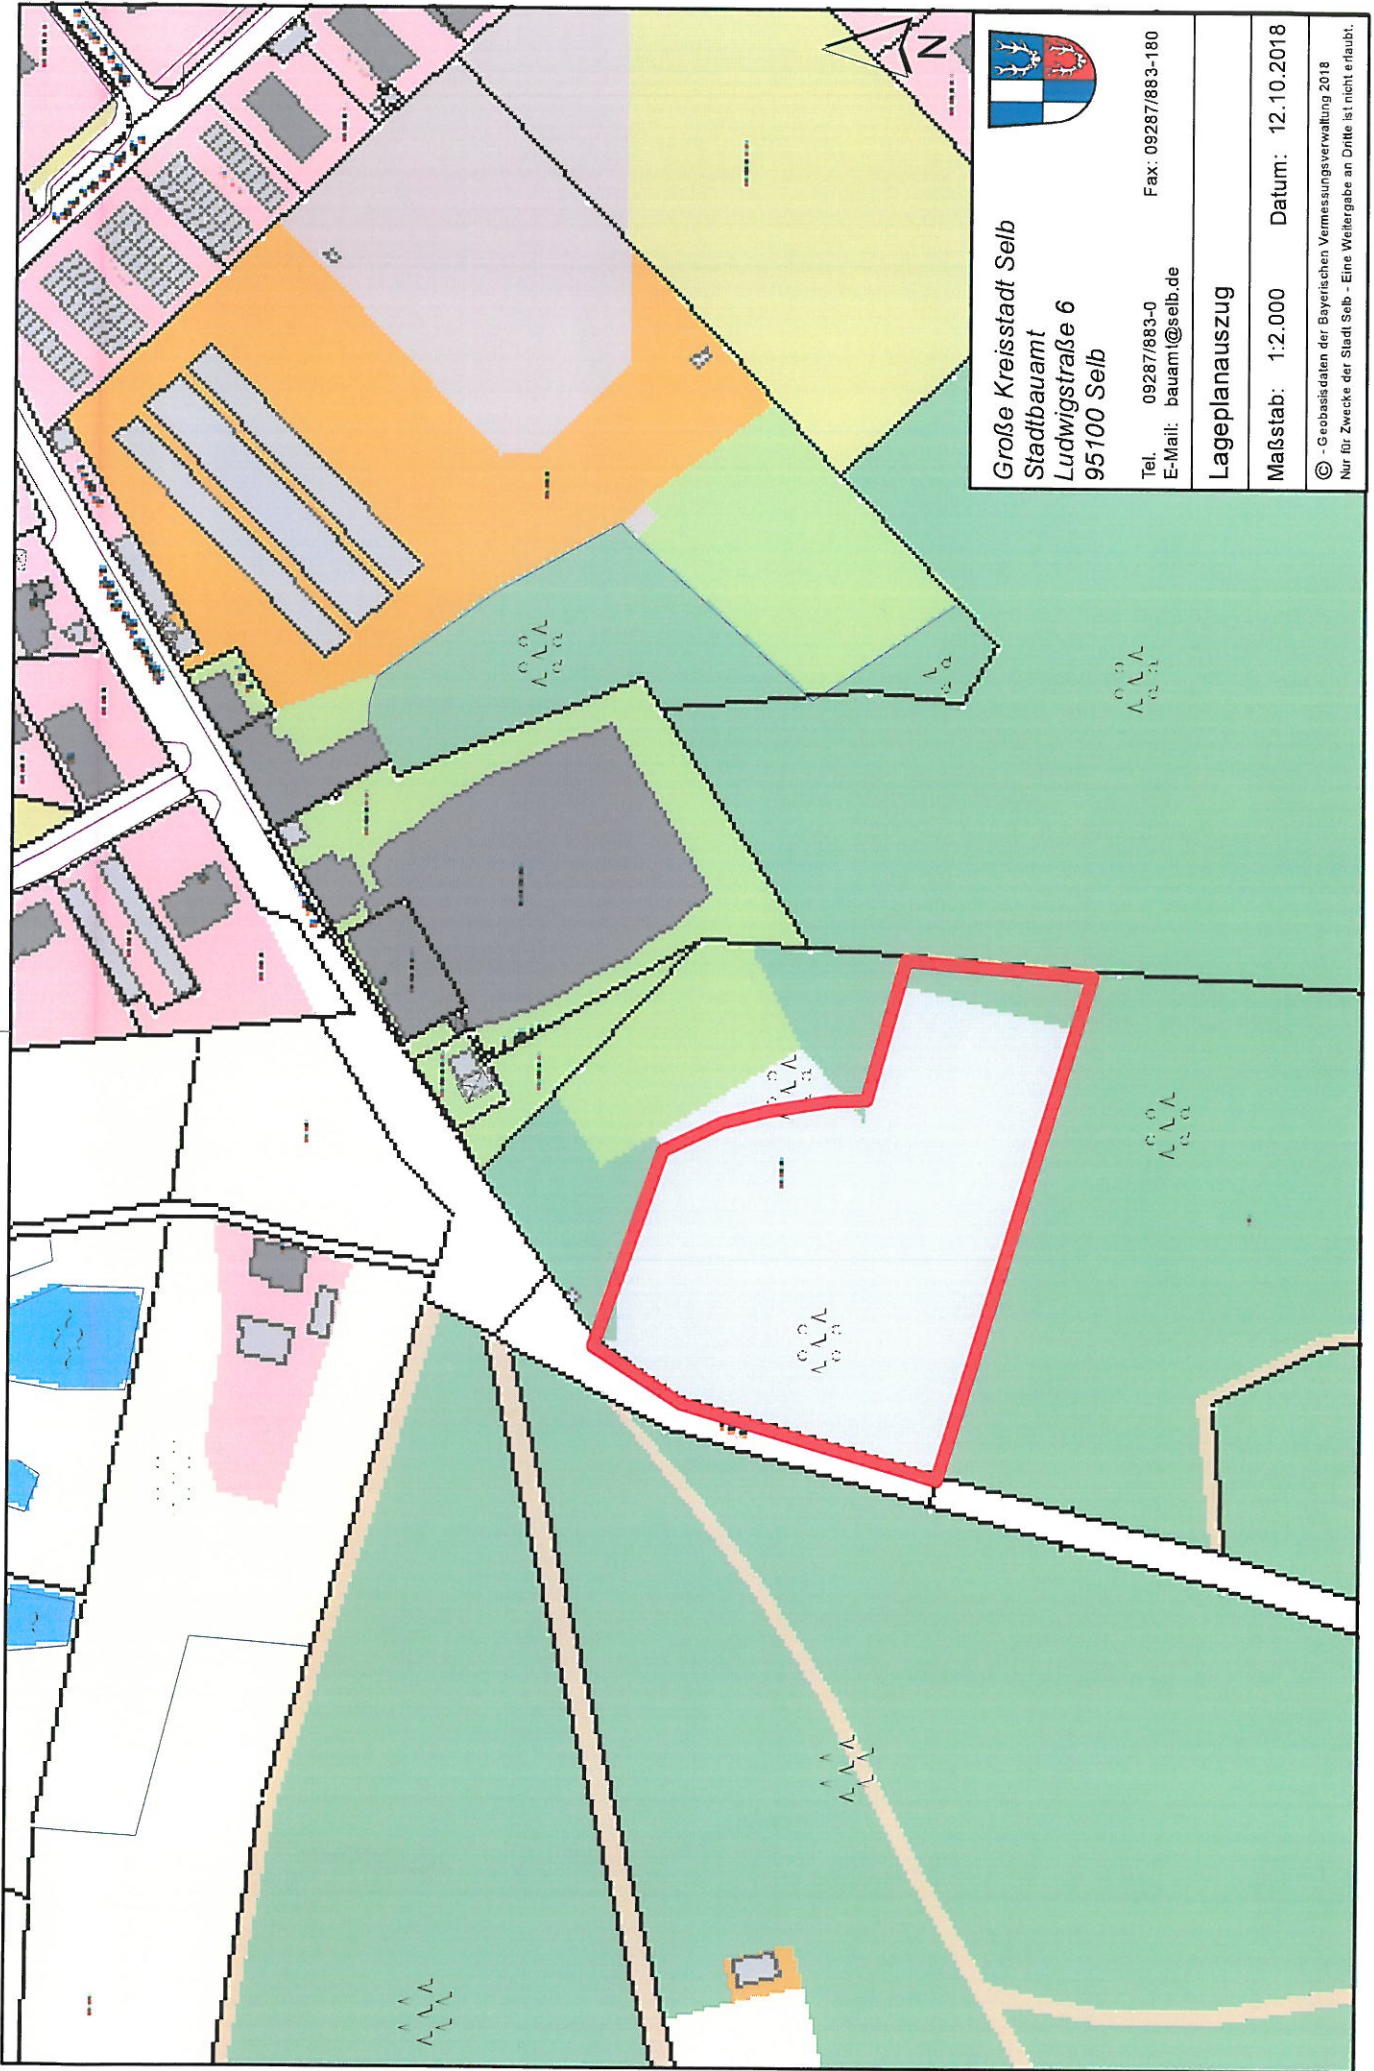 N
Große Kreisstadt Selb
Stadtbauamt
Ludwigstraße 6
95100 Selb
Tel. 09287/883-0 Fax: 09287/883-180
E-Mail: bauamt@selb.de
Lageplanauszug
Maßstab: 1:2.000 Datum: 12.10.2018
© - Geobasisdaten der Bayerischen Vermessungsverwaltung 2018
Nur für Zwecke der Stadt Selb - Eine Weitergabe an Dritte ist nicht erlaubt.